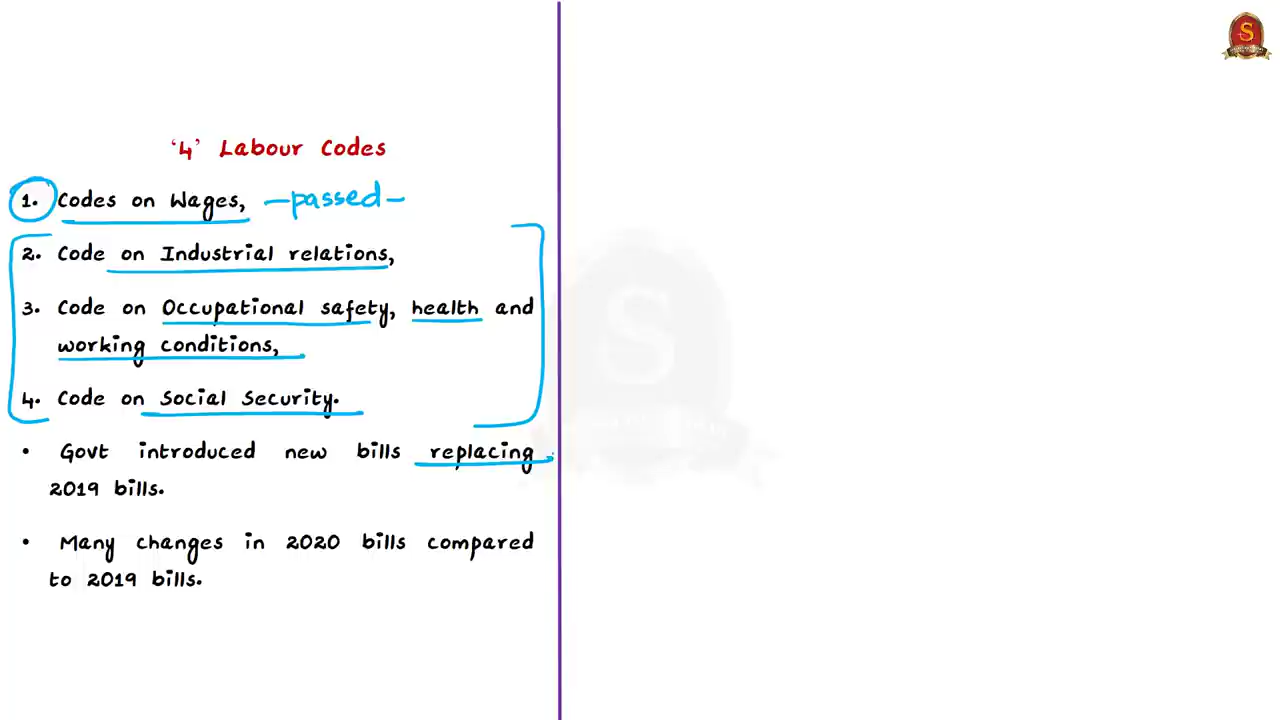 '4' Labour Codes
1. Codes on Wages, -passed-
2. Code on Industrial relations,
3. Code on Occupational safety, health and
working conditions,
4. Code on Social Security.
• Govt introduced new bills replacing
2019 bills.
• Many changes in 2020 bills compared
to 2019 bills.
S
S